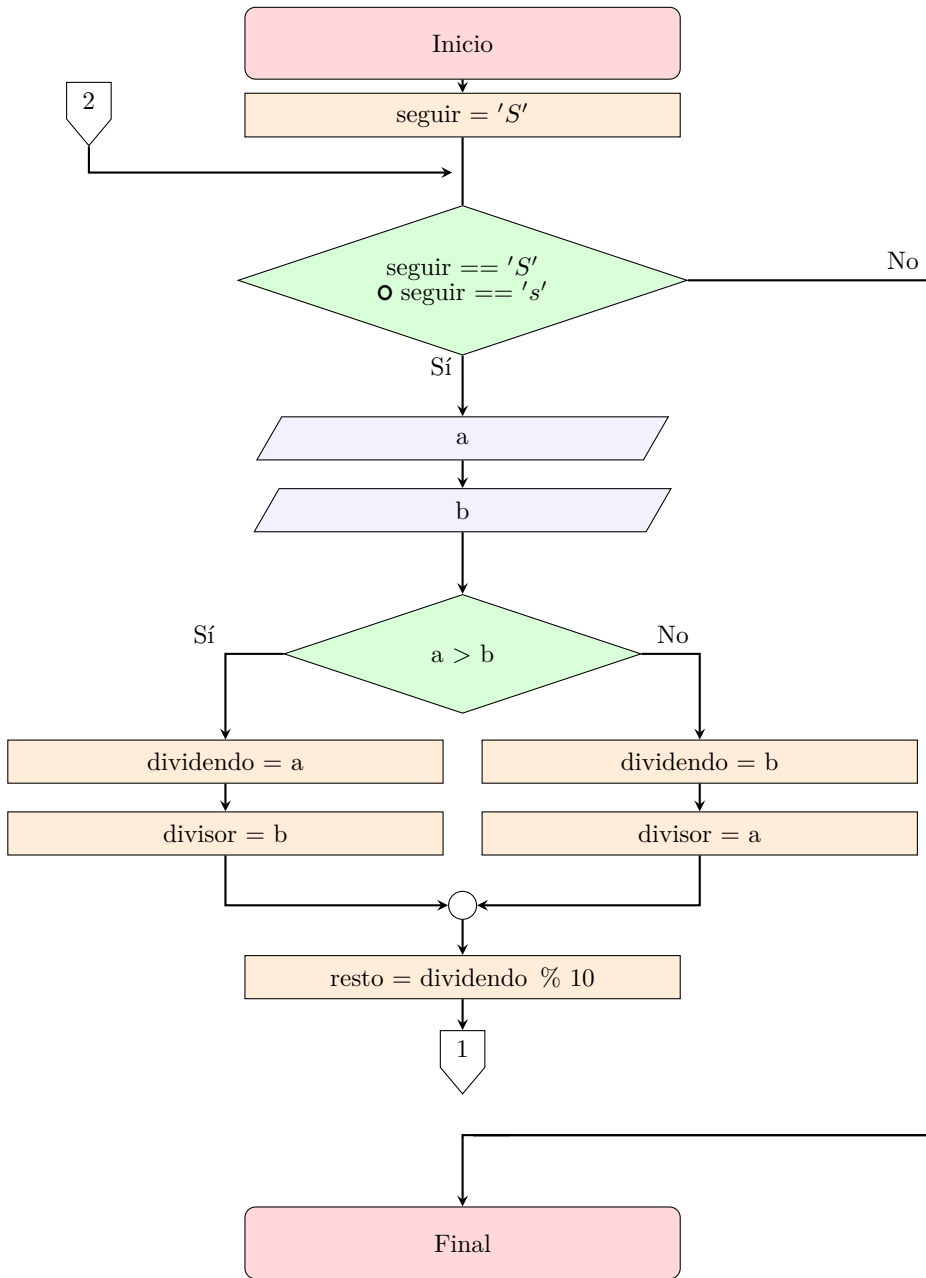 Inicio
2
seguir = 'S'
seguir == 'S'
o seguir == 's'
No
Sí
a
b
Sí
a > b
No
dividendo = a
dividendo = b
divisor = b
divisor = a
resto = dividendo % 10
1
Final